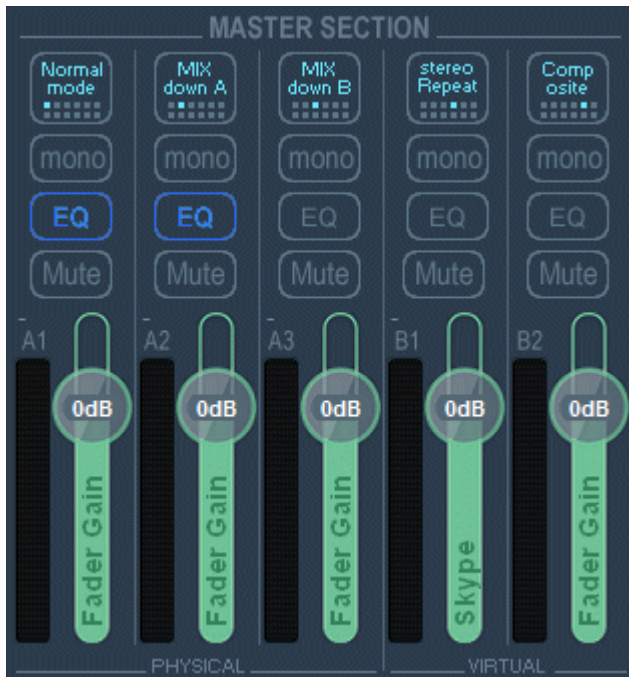 MASTER SECTION
Normal
mode
MIX
down A
MIX
down B
stereo
Repeat
Comp
osite
mono
mono
mono
mono
mono
EQ
EQ
EQ
EQ
EQ
Mute
Mute
Mute
Mute
Mute
A1
A2
A3
B1
B2
0dB
0dB
0dB
0dB
0dB
Fader Gain
Fader Gain
Fader Gain
Skype
Fader Gain
PHYSICAL
VIRTUAL